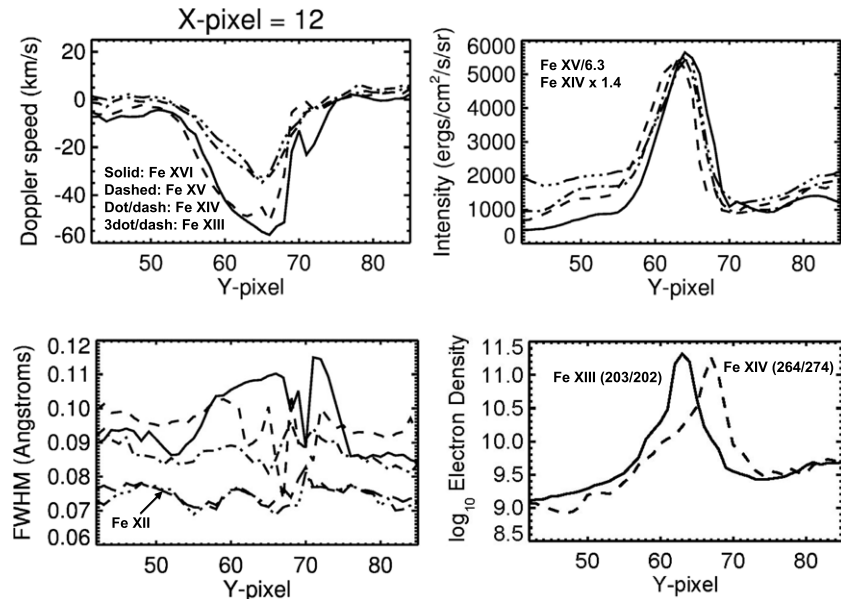 X-pixel = 12
Doppler speed (km/s)
20
0
-20
-40
-60
Solid: Fe XVI
Dashed: Fe XV
Dot/dash: Fe XIV
3dot/dash: Fe XIII
50 60 70 80
Y-pixel
Intensity (ergs/cm²/s/sr)
6000
5000
4000
3000
2000
1000
0
Fe XV/6.3
Fe XIV x 1.4
50 60 70 80
Y-pixel
FWHM (Angstroms)
0.12
0.11
0.10
0.09
0.08
0.07
0.06
Fe XII
50 60 70 80
Y-pixel
log₁₀ Electron Density
11.5
11.0
10.5
10.0
9.5
9.0
8.5
Fe XIII (203/202)
Fe XIV (264/274)
50 60 70 80
Y-pixel